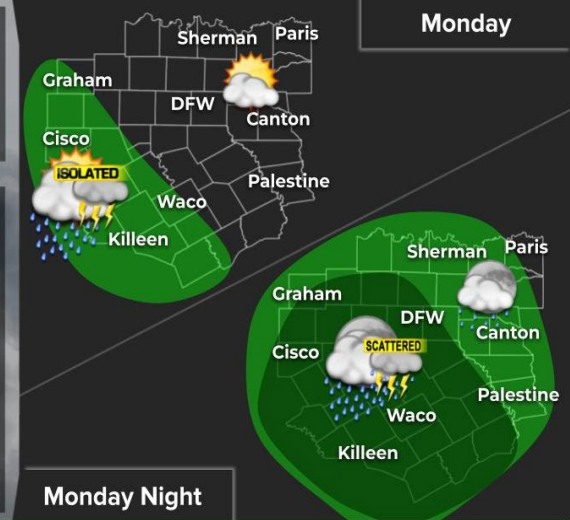 Monday
Sherman
Paris
Graham
DFW
Canton
Cisco
ISOLATED
Palestine
Waco
Killeen
Sherman
Paris
Graham
DFW
Canton
Cisco
SCATTERED
Palestine
Waco
Killeen
Monday Night